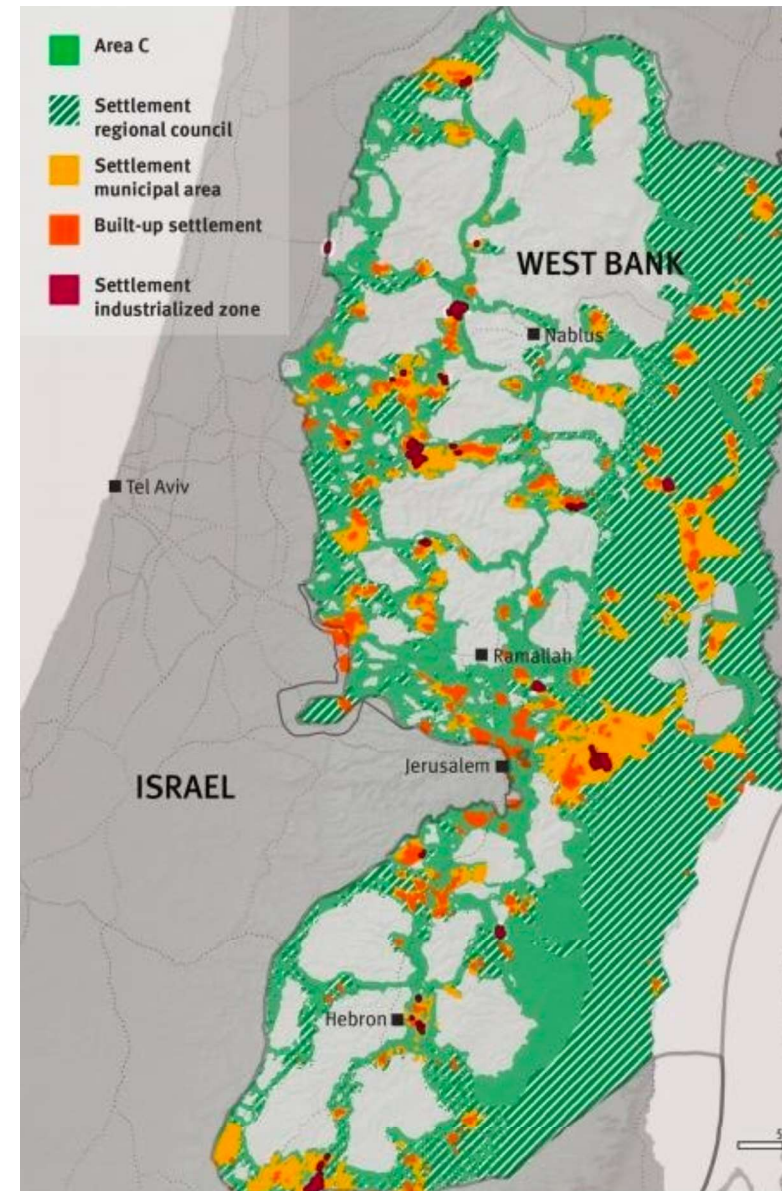 Area C
Settlement
regional council
Settlement
municipal area
Built-up settlement
Settlement
industrialized zone
WEST BANK
Nablus
Tel Aviv
Ramallah
Jerusalem
ISRAEL
Hebron
5